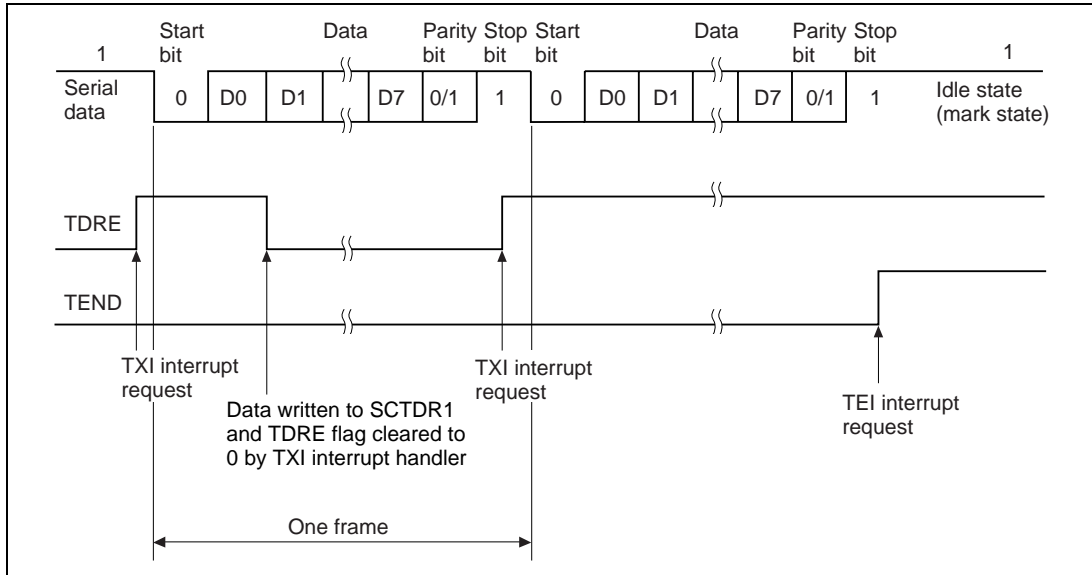 Start bit
Data
Parity bit
Stop bit
Start bit
Data
Parity bit
Stop bit
1
1
Serial data
0
D0
D1
D7
0/1
1
0
D0
D1
D7
0/1
1
Idle state
(mark state)
TDRE
TEND
TXI interrupt
request
Data written to SCTDR1
and TDRE flag cleared to
0 by TXI interrupt handler
TXI interrupt
request
TEI interrupt
request
One frame